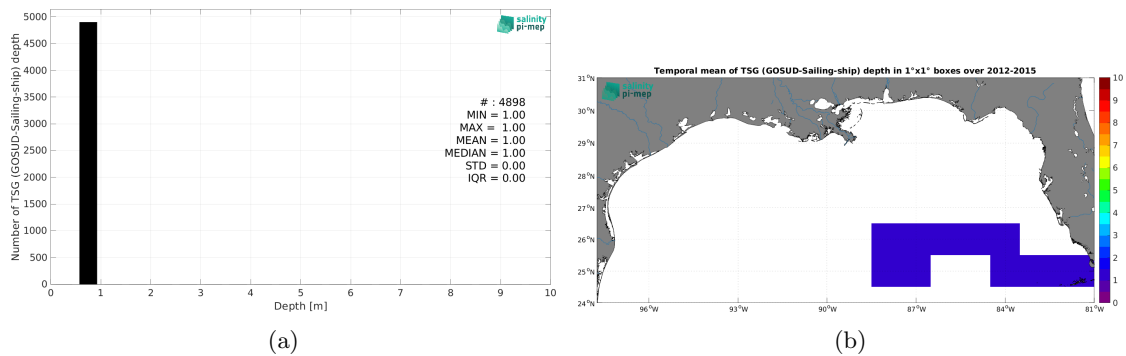 5000
4500
4000
3500
3000
2500
2000
1500
1000
500
0
Number of TSG (GOSUD-Sailing-ship) depth
salinity
pi-mep
# : 4898
MIN = 1.00
MAX = 1.00
MEAN = 1.00
MEDIAN = 1.00
STD = 0.00
IQR = 0.00
0 1 2 3 4 5 6 7 8 9 10
Depth [m]
(a)
Temporal mean of TSG (GOSUD-Sailing-ship) depth in 1°x1° boxes over 2012-2015
salinity
pi-mep
31°N
30°N
29°N
28°N
27°N
26°N
25°N
24°N
96°W 93°W 90°W 87°W 84°W 81°W
10
9
8
7
6
5
4
3
2
1
0
(b)